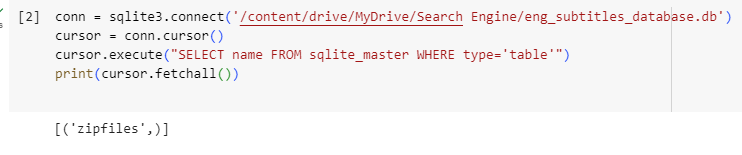 [2] conn = sqlite3.connect('/content/drive/MyDrive/Search Engine/eng_subtitles_database.db')
cursor = conn.cursor()
cursor.execute("SELECT name FROM sqlite_master WHERE type='table'")
print(cursor.fetchall())
[('zipfiles',)]